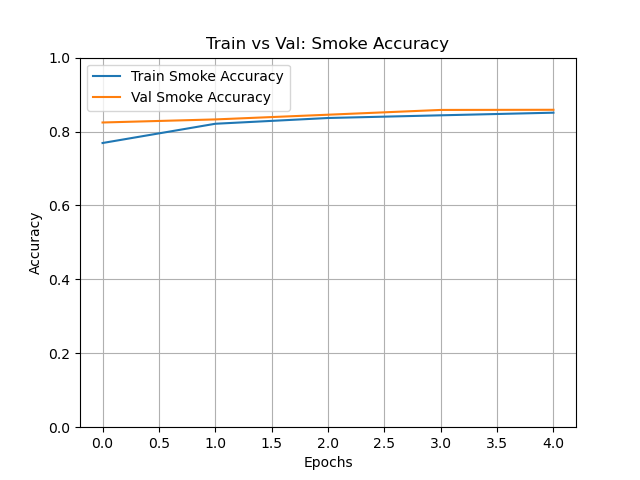 Train vs Val: Smoke Accuracy
1.0
0.8
0.6
0.4
0.2
0.0
Accuracy
Train Smoke Accuracy
Val Smoke Accuracy
0.0 0.5 1.0 1.5 2.0 2.5 3.0 3.5 4.0
Epochs